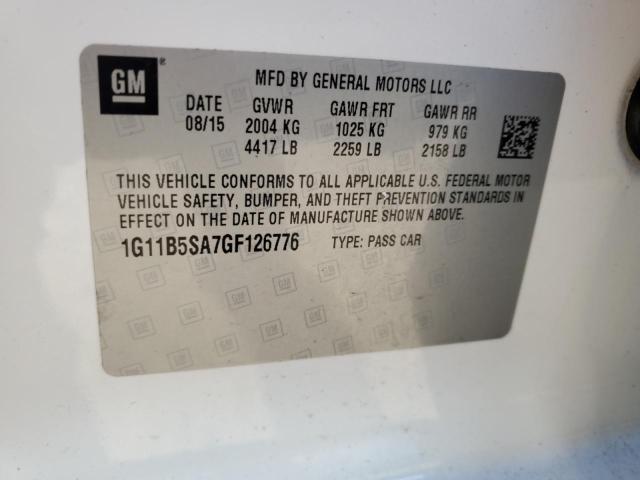 GM
®
MFD BY GENERAL MOTORS LLC
DATE GVWR GAWR FRT GAWR RR
08/15 2004 KG 1025 KG 979 KG
4417 LB 2259 LB 2158 LB
THIS VEHICLE CONFORMS TO ALL APPLICABLE U.S. FEDERAL MOTOR
VEHICLE SAFETY, BUMPER, AND THEFT PREVENTION STANDARDS IN
EFFECT ON THE DATE OF MANUFACTURE SHOWN ABOVE.
1G11B5SA7GF126776 TYPE: PASS CAR